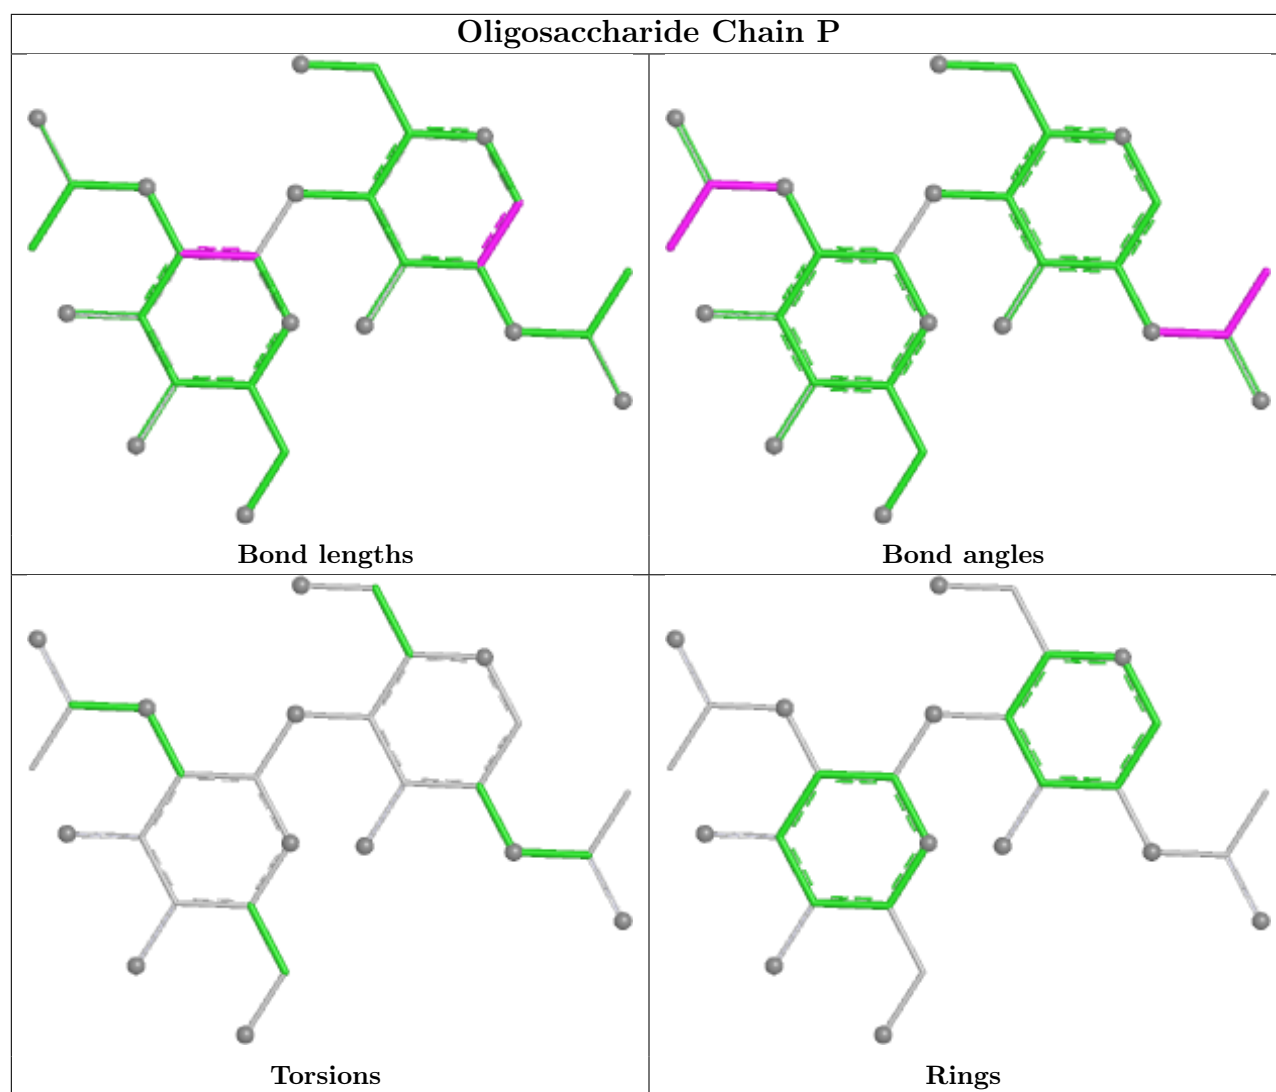 Oligosaccharide Chain P
Bond lengths
Bond angles
Torsions
Rings